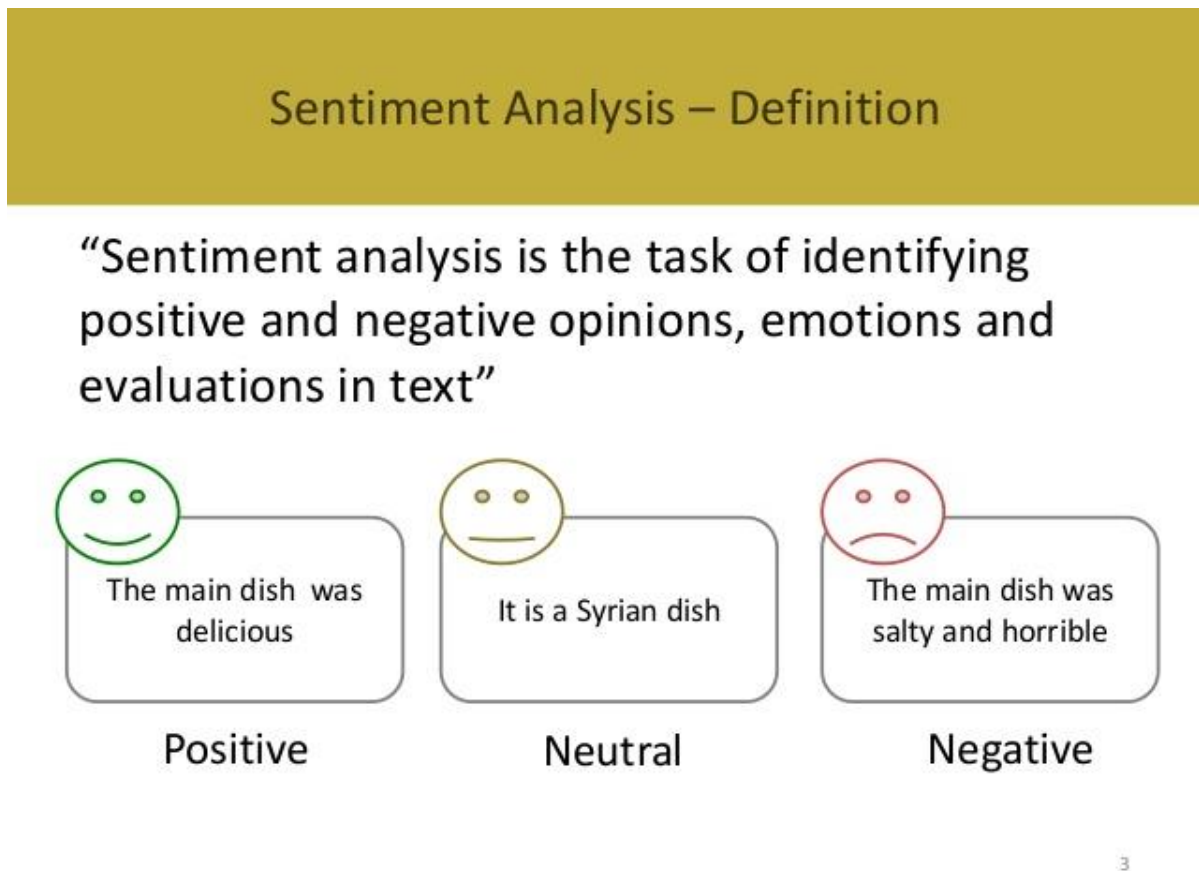 Sentiment Analysis – Definition
“Sentiment analysis is the task of identifying
positive and negative opinions, emotions and
evaluations in text”
The main dish was
delicious
Positive
It is a Syrian dish
Neutral
The main dish was
salty and horrible
Negative
3